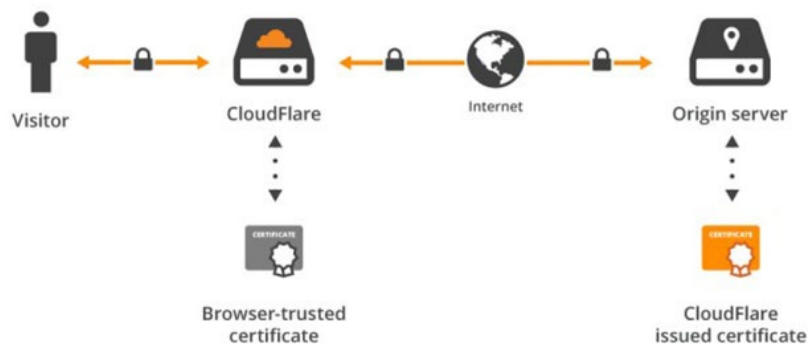 Visitor
CloudFlare
Internet
Origin server
CERTIFICATE
CERTIFICATE
Browser-trusted
certificate
CloudFlare
issued certificate